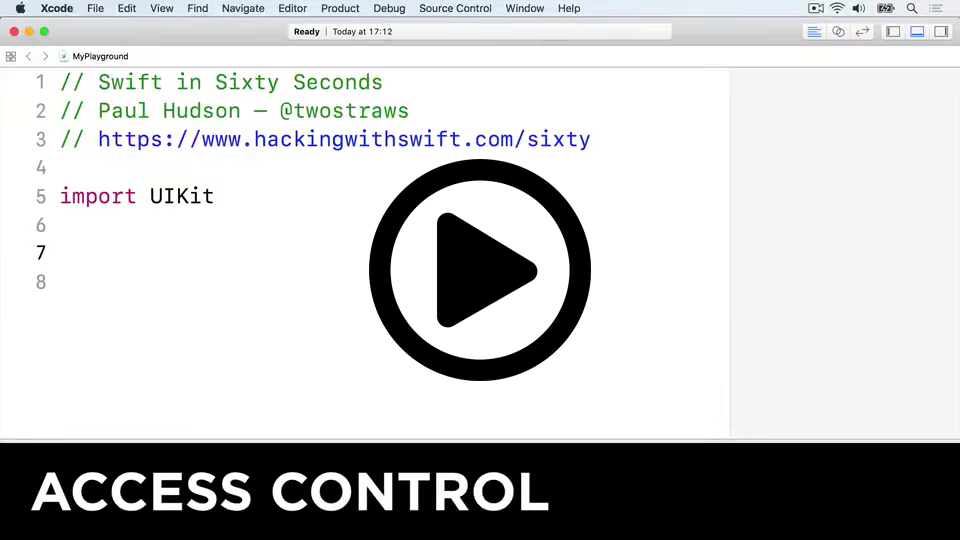 Xcode File Edit View Find Navigate Editor Product Debug Source Control Window Help
Ready | Today at 17:12
MyPlayground
1 // Swift in Sixty Seconds
2 // Paul Hudson — @twostraws
3 // https://www.hackingwithswift.com/sixty
4
5 import UIKit
6
7
8
ACCESS CONTROL